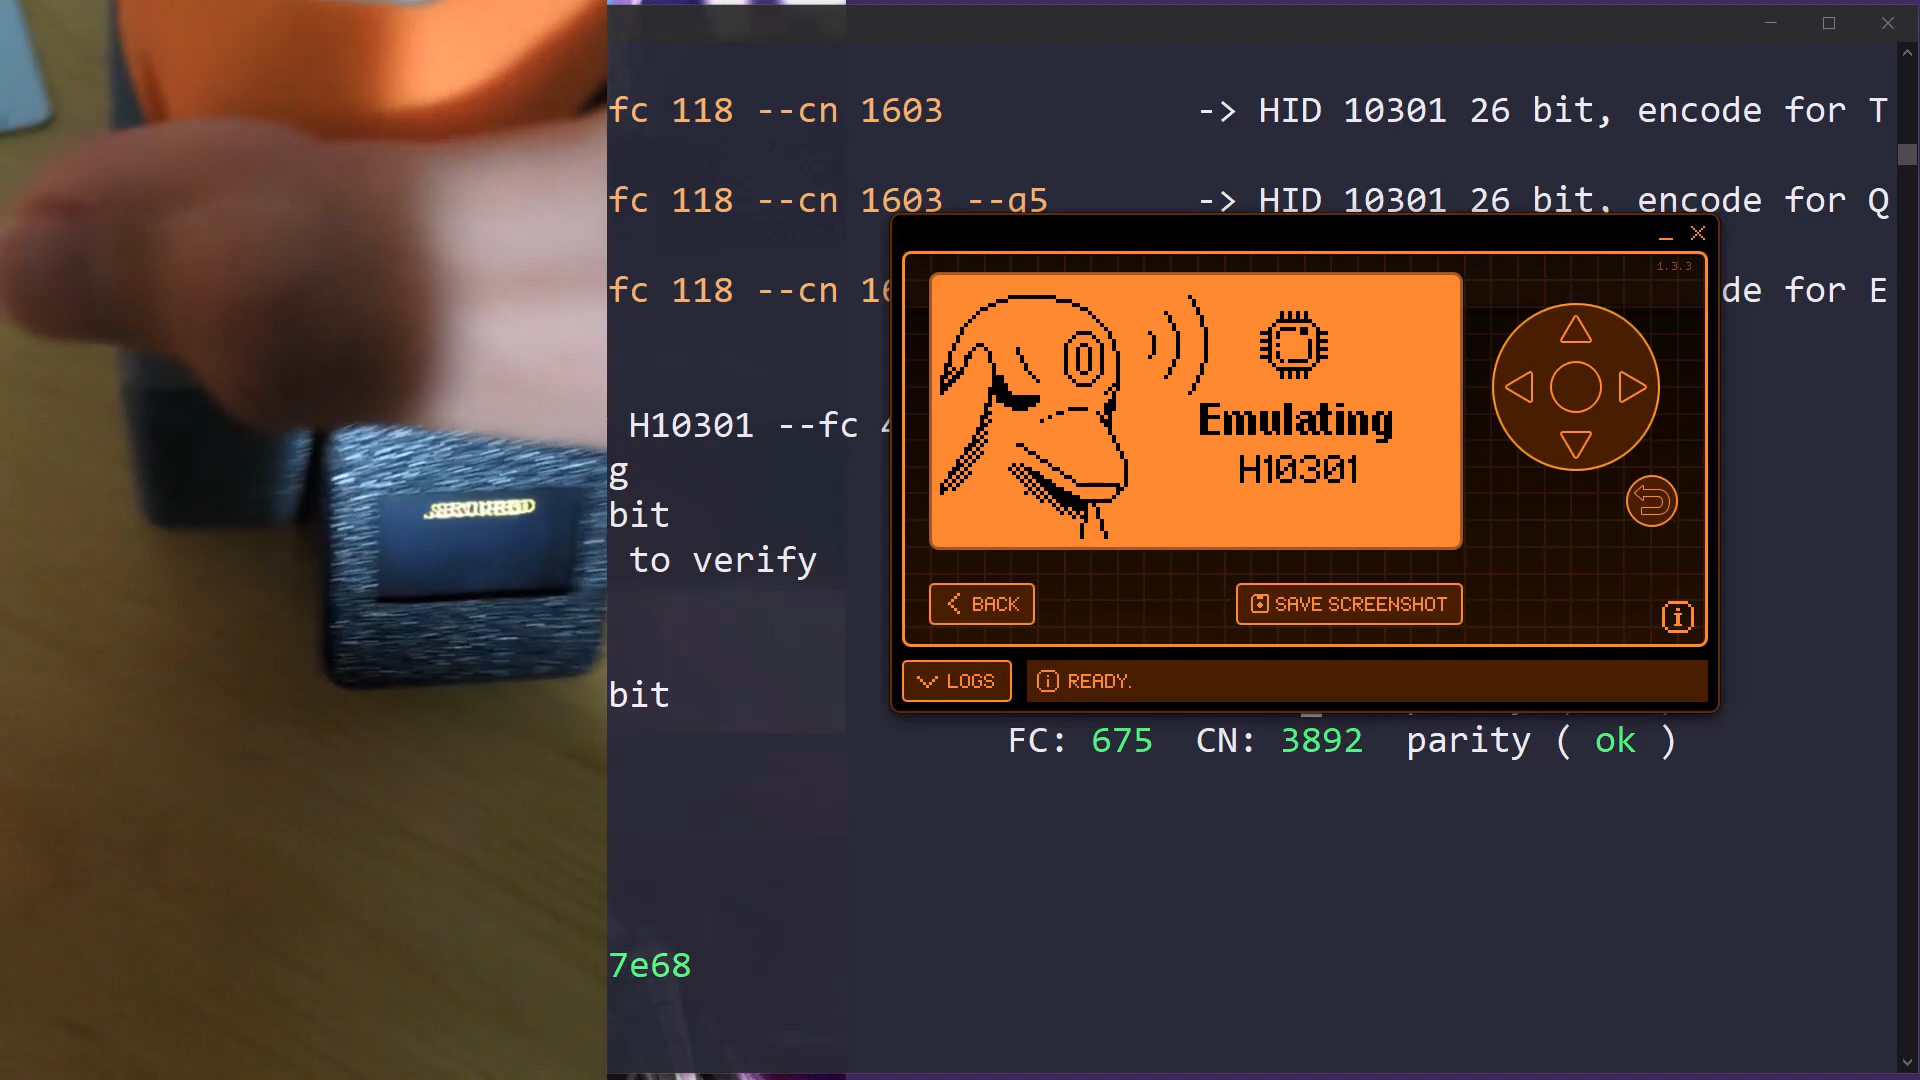 fc 118 --cn 1603 -> HID 10301 26 bit, encode for T
fc 118 --cn 1603 --q5 -> HID 10301 26 bit, encode for Q
fc 118 --cn 1 de for E
1.3.3
Emulating
H10301
H10301 --fc
g
bit
to verify
BACK
SAVE SCREENSHOT
LOGS
READY.
bit
FC: 675 CN: 3892 parity ( ok )
7e68